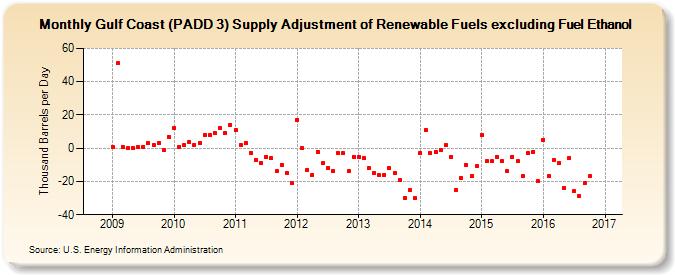 Monthly Gulf Coast (PADD 3) Supply Adjustment of Renewable Fuels excluding Fuel Ethanol
Thousand Barrels per Day
60
40
20
0
-20
-40
2009 2010 2011 2012 2013 2014 2015 2016 2017
Source: U.S. Energy Information Administration